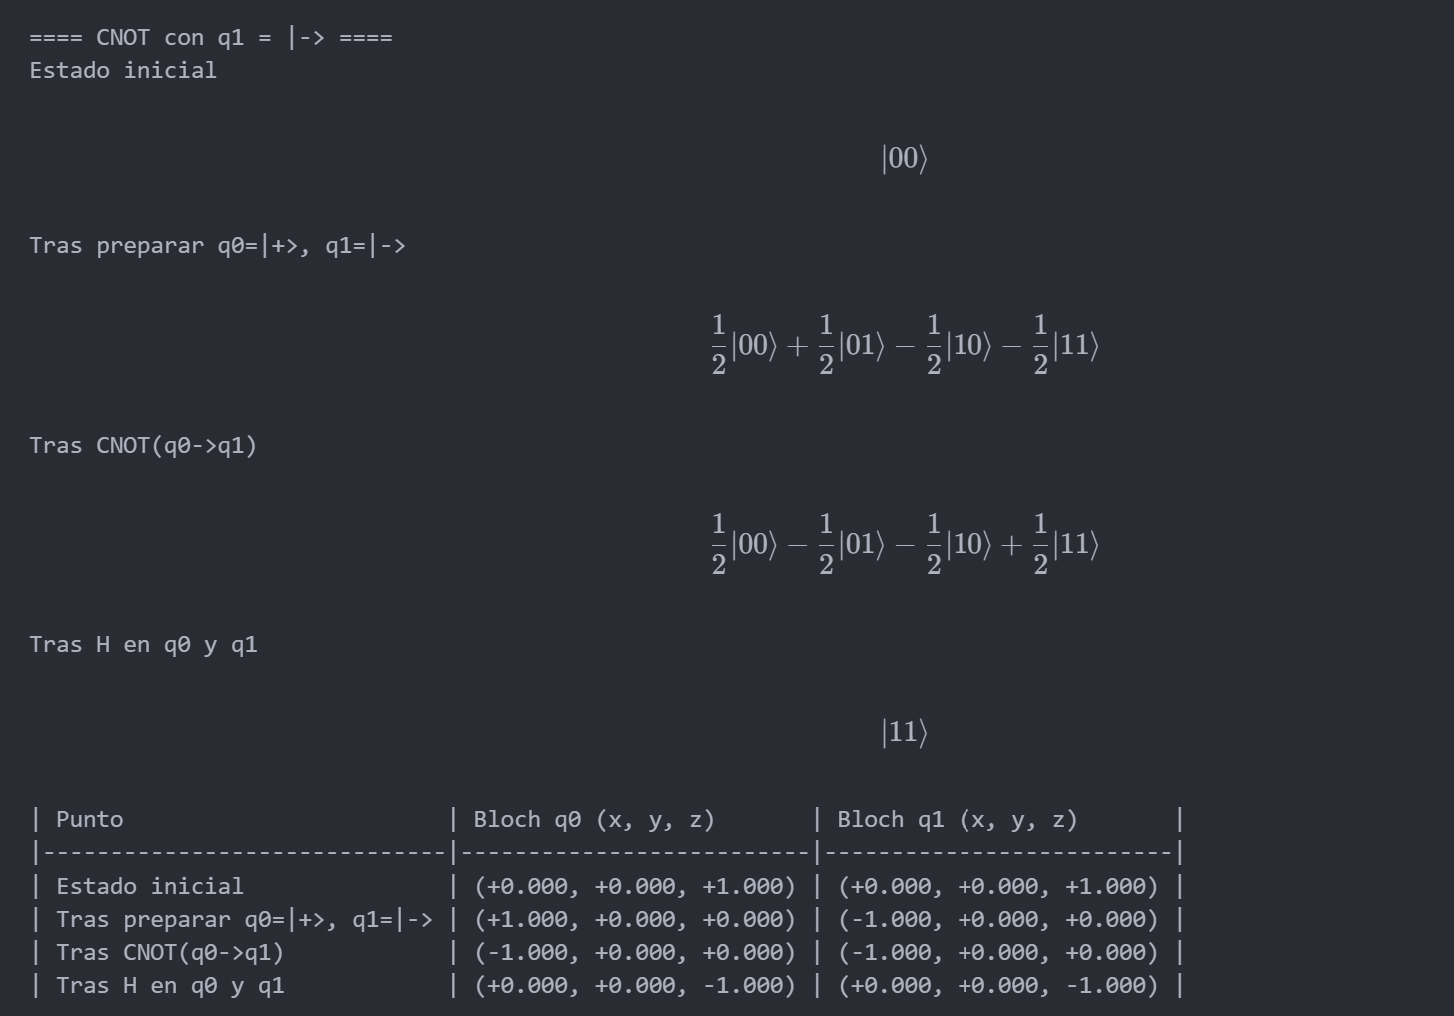 ==== CNOT con q1 = |-> ====
Estado inicial
|00⟩
Tras preparar q0=|+>, q1=|->
1/2|00⟩ + 1/2|01⟩ − 1/2|10⟩ − 1/2|11⟩
Tras CNOT(q0->q1)
1/2|00⟩ − 1/2|01⟩ − 1/2|10⟩ + 1/2|11⟩
Tras H en q0 y q1
|11⟩
| Punto                        | Bloch q0 (x, y, z)       | Bloch q1 (x, y, z)       |
|------------------------------|--------------------------|--------------------------|
| Estado inicial               | (+0.000, +0.000, +1.000) | (+0.000, +0.000, +1.000) |
| Tras preparar q0=|+>, q1=|-> | (+1.000, +0.000, +0.000) | (-1.000, +0.000, +0.000) |
| Tras CNOT(q0->q1)            | (-1.000, +0.000, +0.000) | (-1.000, +0.000, +0.000) |
| Tras H en q0 y q1            | (+0.000, +0.000, -1.000) | (+0.000, +0.000, -1.000) |